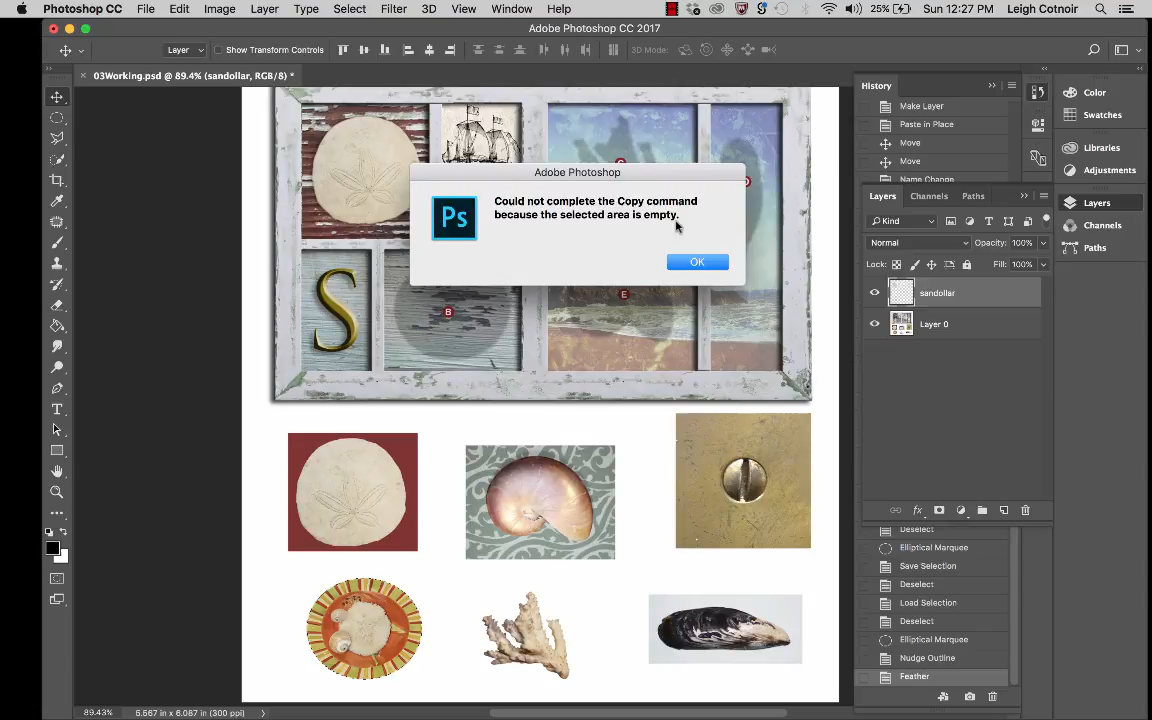 Photoshop CC File Edit Image Layer Type Select Filter 3D View Window Help 25% Sun 12:27 PM Leigh Cotnoir
Adobe Photoshop CC 2017
Layer Show Transform Controls 3D Mode:
03Working.psd @ 89.4% (sandollar, RGB/8) *
History
Make Layer
Paste in Place
Move
Move
Name Change
Color
Swatches
Libraries
Adjustments
Layers
Channels
Paths
Adobe Photoshop
Ps
Could not complete the Copy command
because the selected area is empty.
OK
Layers Channels Paths
Kind
Normal Opacity: 100%
Lock: Fill: 100%
sandollar
Layer 0
S
B
E
Deselect
Elliptical Marquee
Save Selection
Deselect
Load Selection
Deselect
Elliptical Marquee
Nudge Outline
Feather
89.43% 5.567 in x 6.087 in (300 ppi)